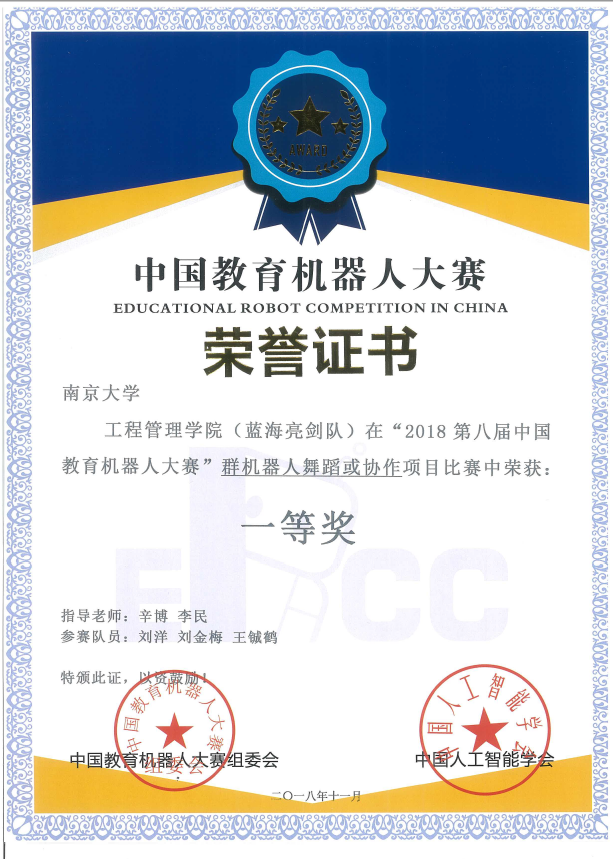 AWARD
中国教育机器人大赛
EDUCATIONAL ROBOT COMPETITION IN CHINA
荣誉证书
南京大学
工程管理学院（蓝海亮剑队）在“2018 第八届中国
教育机器人大赛”群机器人舞蹈或协作项目比赛中荣获：
一等奖
指导老师：辛博 李民
参赛队员：刘洋 刘金梅 王铖鹤
特颁此证，以资鼓励！
中国教育机器人大赛
组委会
中国人工智能学会
中国教育机器人大赛组委会
中国人工智能学会
二〇一八年十一月